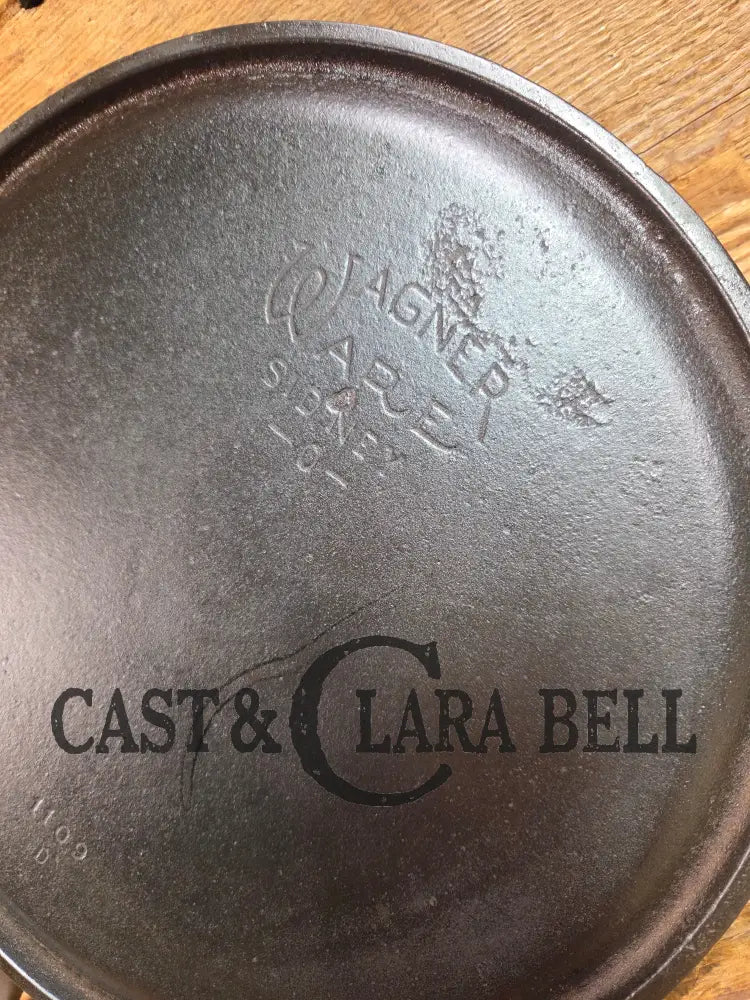 WAGNER
WARE
SIDNEY
-O-
CAST & CLARA BELL
1109
D